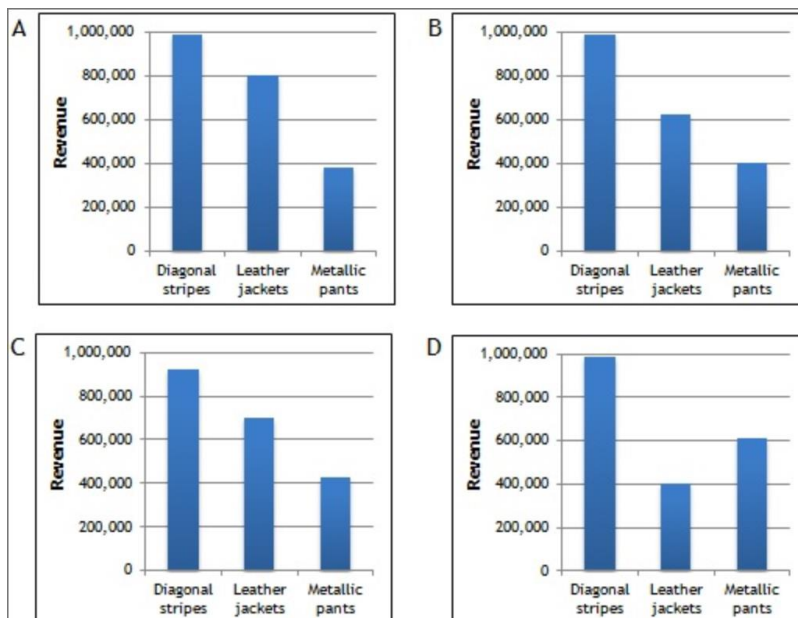 A
1,000,000
800,000
600,000
400,000
200,000
0
Revenue
Diagonal stripes
Leather jackets
Metallic pants
B
1,000,000
800,000
600,000
400,000
200,000
0
Revenue
Diagonal stripes
Leather jackets
Metallic pants
C
1,000,000
800,000
600,000
400,000
200,000
0
Revenue
Diagonal stripes
Leather jackets
Metallic pants
D
1,000,000
800,000
600,000
400,000
200,000
0
Revenue
Diagonal stripes
Leather jackets
Metallic pants